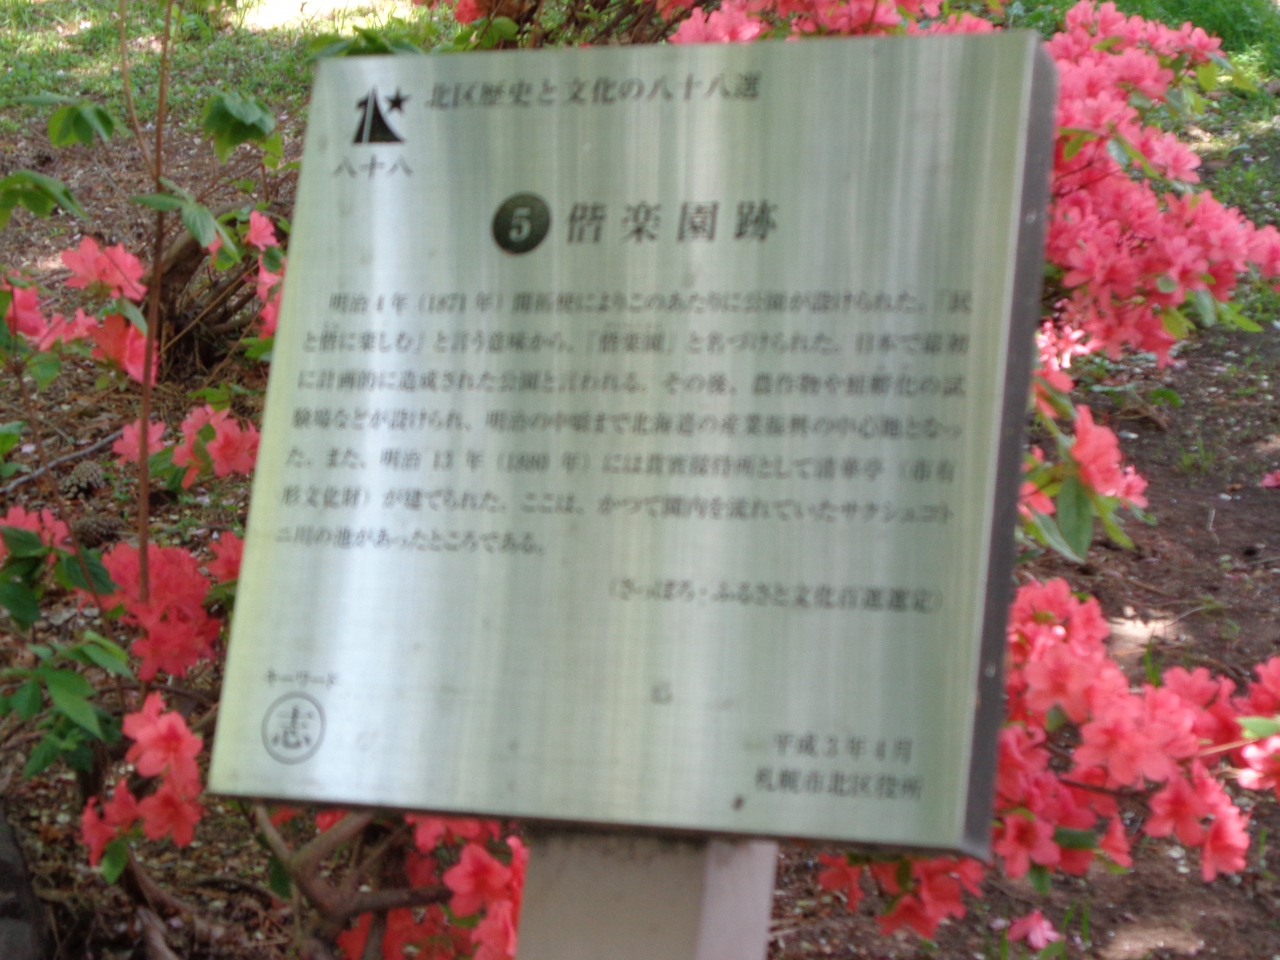 北区歴史と文化の八十八選
八十八
5 偕楽園跡
明治4年（1871年）開拓使によりこのあたりに公園が設けられた。「民
と偕に楽しむ」と言う意味から、「偕楽園」と名づけられた。日本で最初
に計画的に造成された公園と言われる。その後、農作物や娃孵化の試
験場などが設けられ、明治の中頃まで北海道の産業振興の中心地となっ
た。また、明治13年（1880年）には貴賓接待所として清華亭（市有
形文化財）が建てられた。ここは、かつて園内を流れていたサクシュコト
ニ川の池があったところである。
（さっぽろ・ふるさと文化百選選定）
キーワード
志
平成3年4月
札幌市北区役所